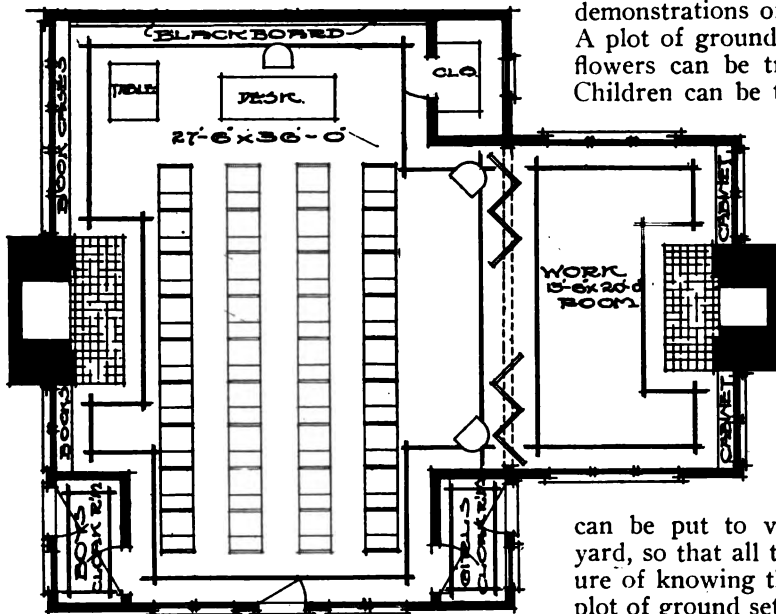 demonstrations o
A plot of ground
flowers can be tr
Children can be t
BLACKBOARD
CLO.
TABLE
DESK.
27'-6" x 36'-0"
BOOK CASES
CABINET
WORK
15'-6 x 20'-0
ROOM
BOOKS
CABINET
BOYS
CLOAK R'M
GIRLS
CLOAK R'M
can be put to v
yard, so that all t
ure of knowing th
plot of ground se